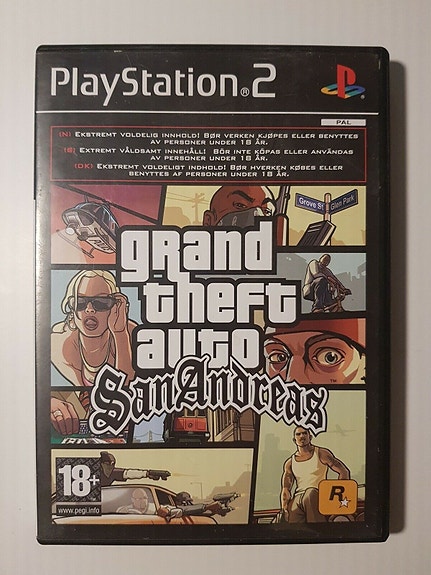 PlayStation®2
PAL
(N) EKSTREMT VOLDELIG INNHOLD! BØR VERKEN KJØPES ELLER BENYTTES
AV PERSONER UNDER 18 ÅR.
(S) EXTREMT VÅLDSAMT INNEHÅLL! BÖR INTE KÖPAS ELLER ANVÄNDAS
AV PERSONER UNDER 18 ÅR.
(DK) EKSTREMT VOLDELIGT INDHOLD! BØR HVERKEN KØBES ELLER
BENYTTES AF PERSONER UNDER 18 ÅR.
Grove St
Glen Park
grand
theft
auto
San Andreas
18+
www.pegi.info
R